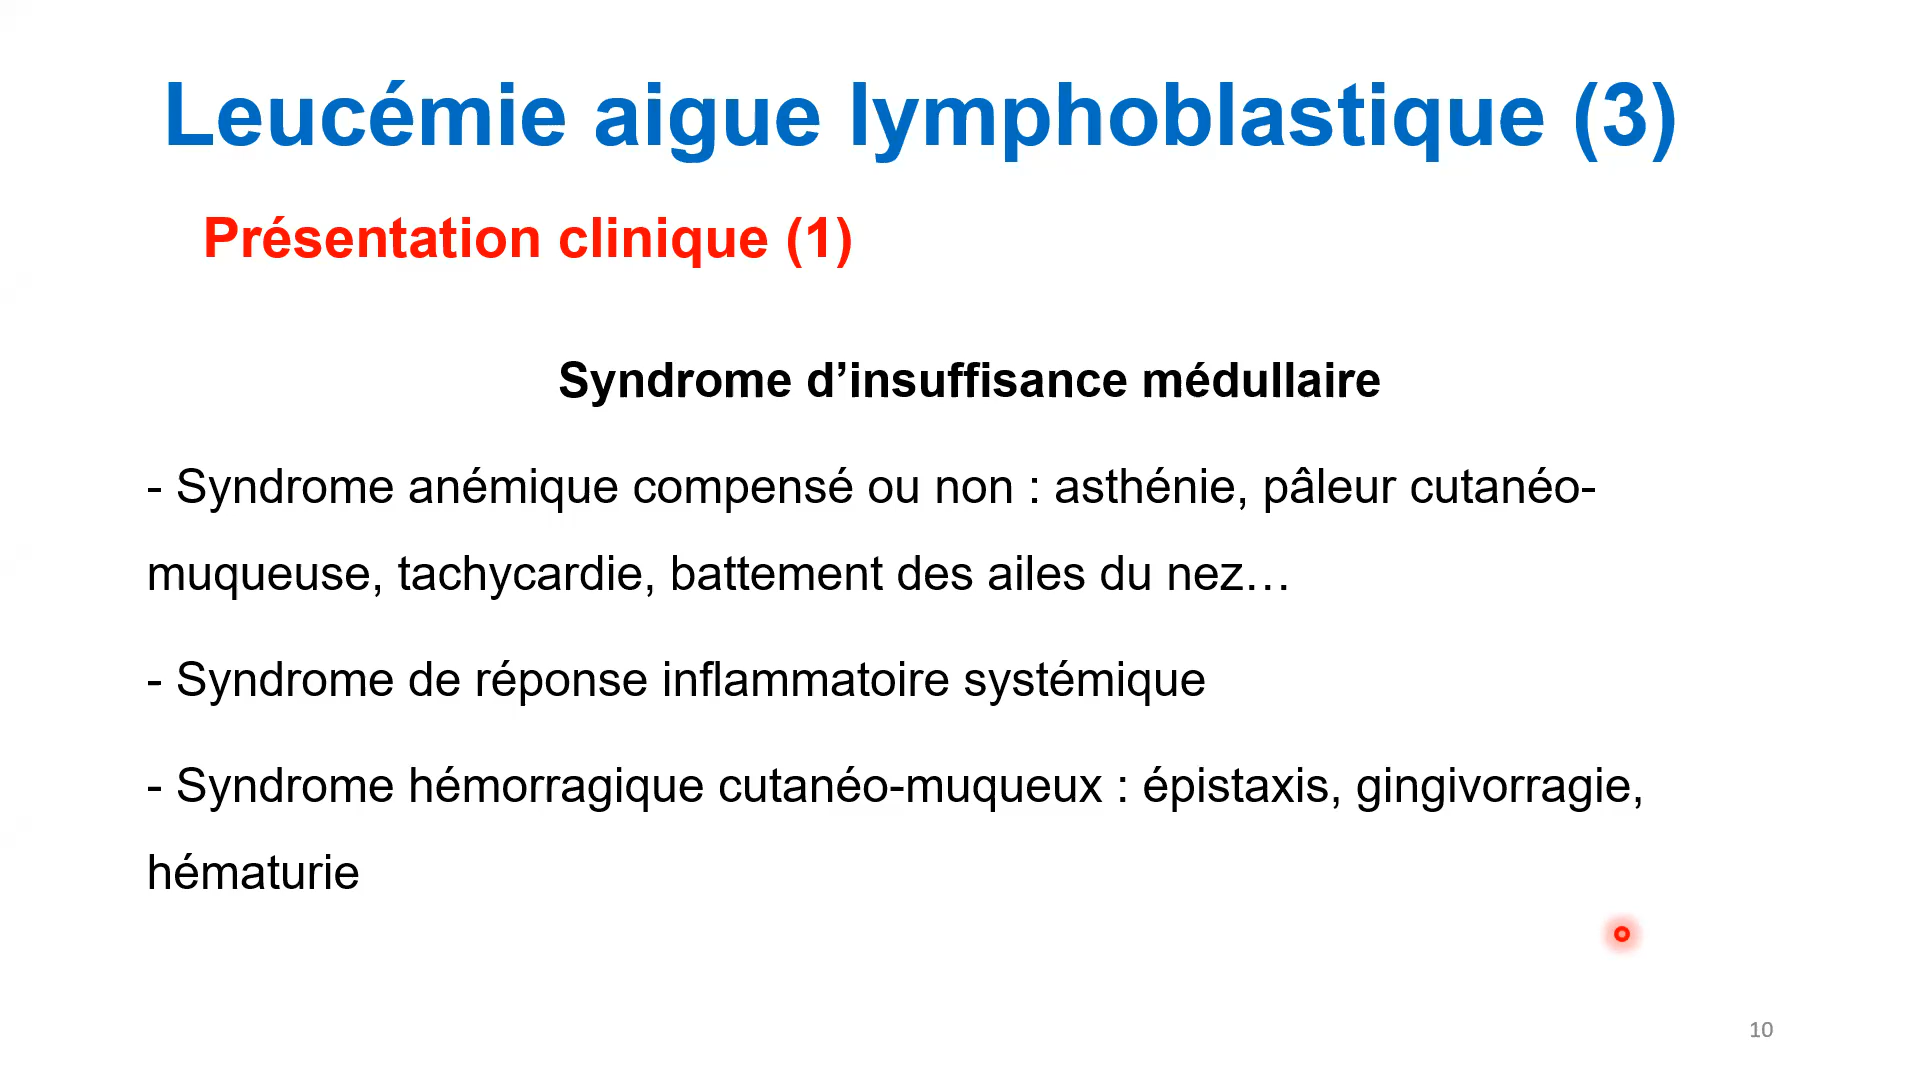 Leucémie aigue lymphoblastique (3)
Présentation clinique (1)
Syndrome d’insuffisance médullaire
- Syndrome anémique compensé ou non : asthénie, pâleur cutanéo-
muqueuse, tachycardie, battement des ailes du nez…
- Syndrome de réponse inflammatoire systémique
- Syndrome hémorragique cutanéo-muqueux : épistaxis, gingivorragie,
hématurie
10